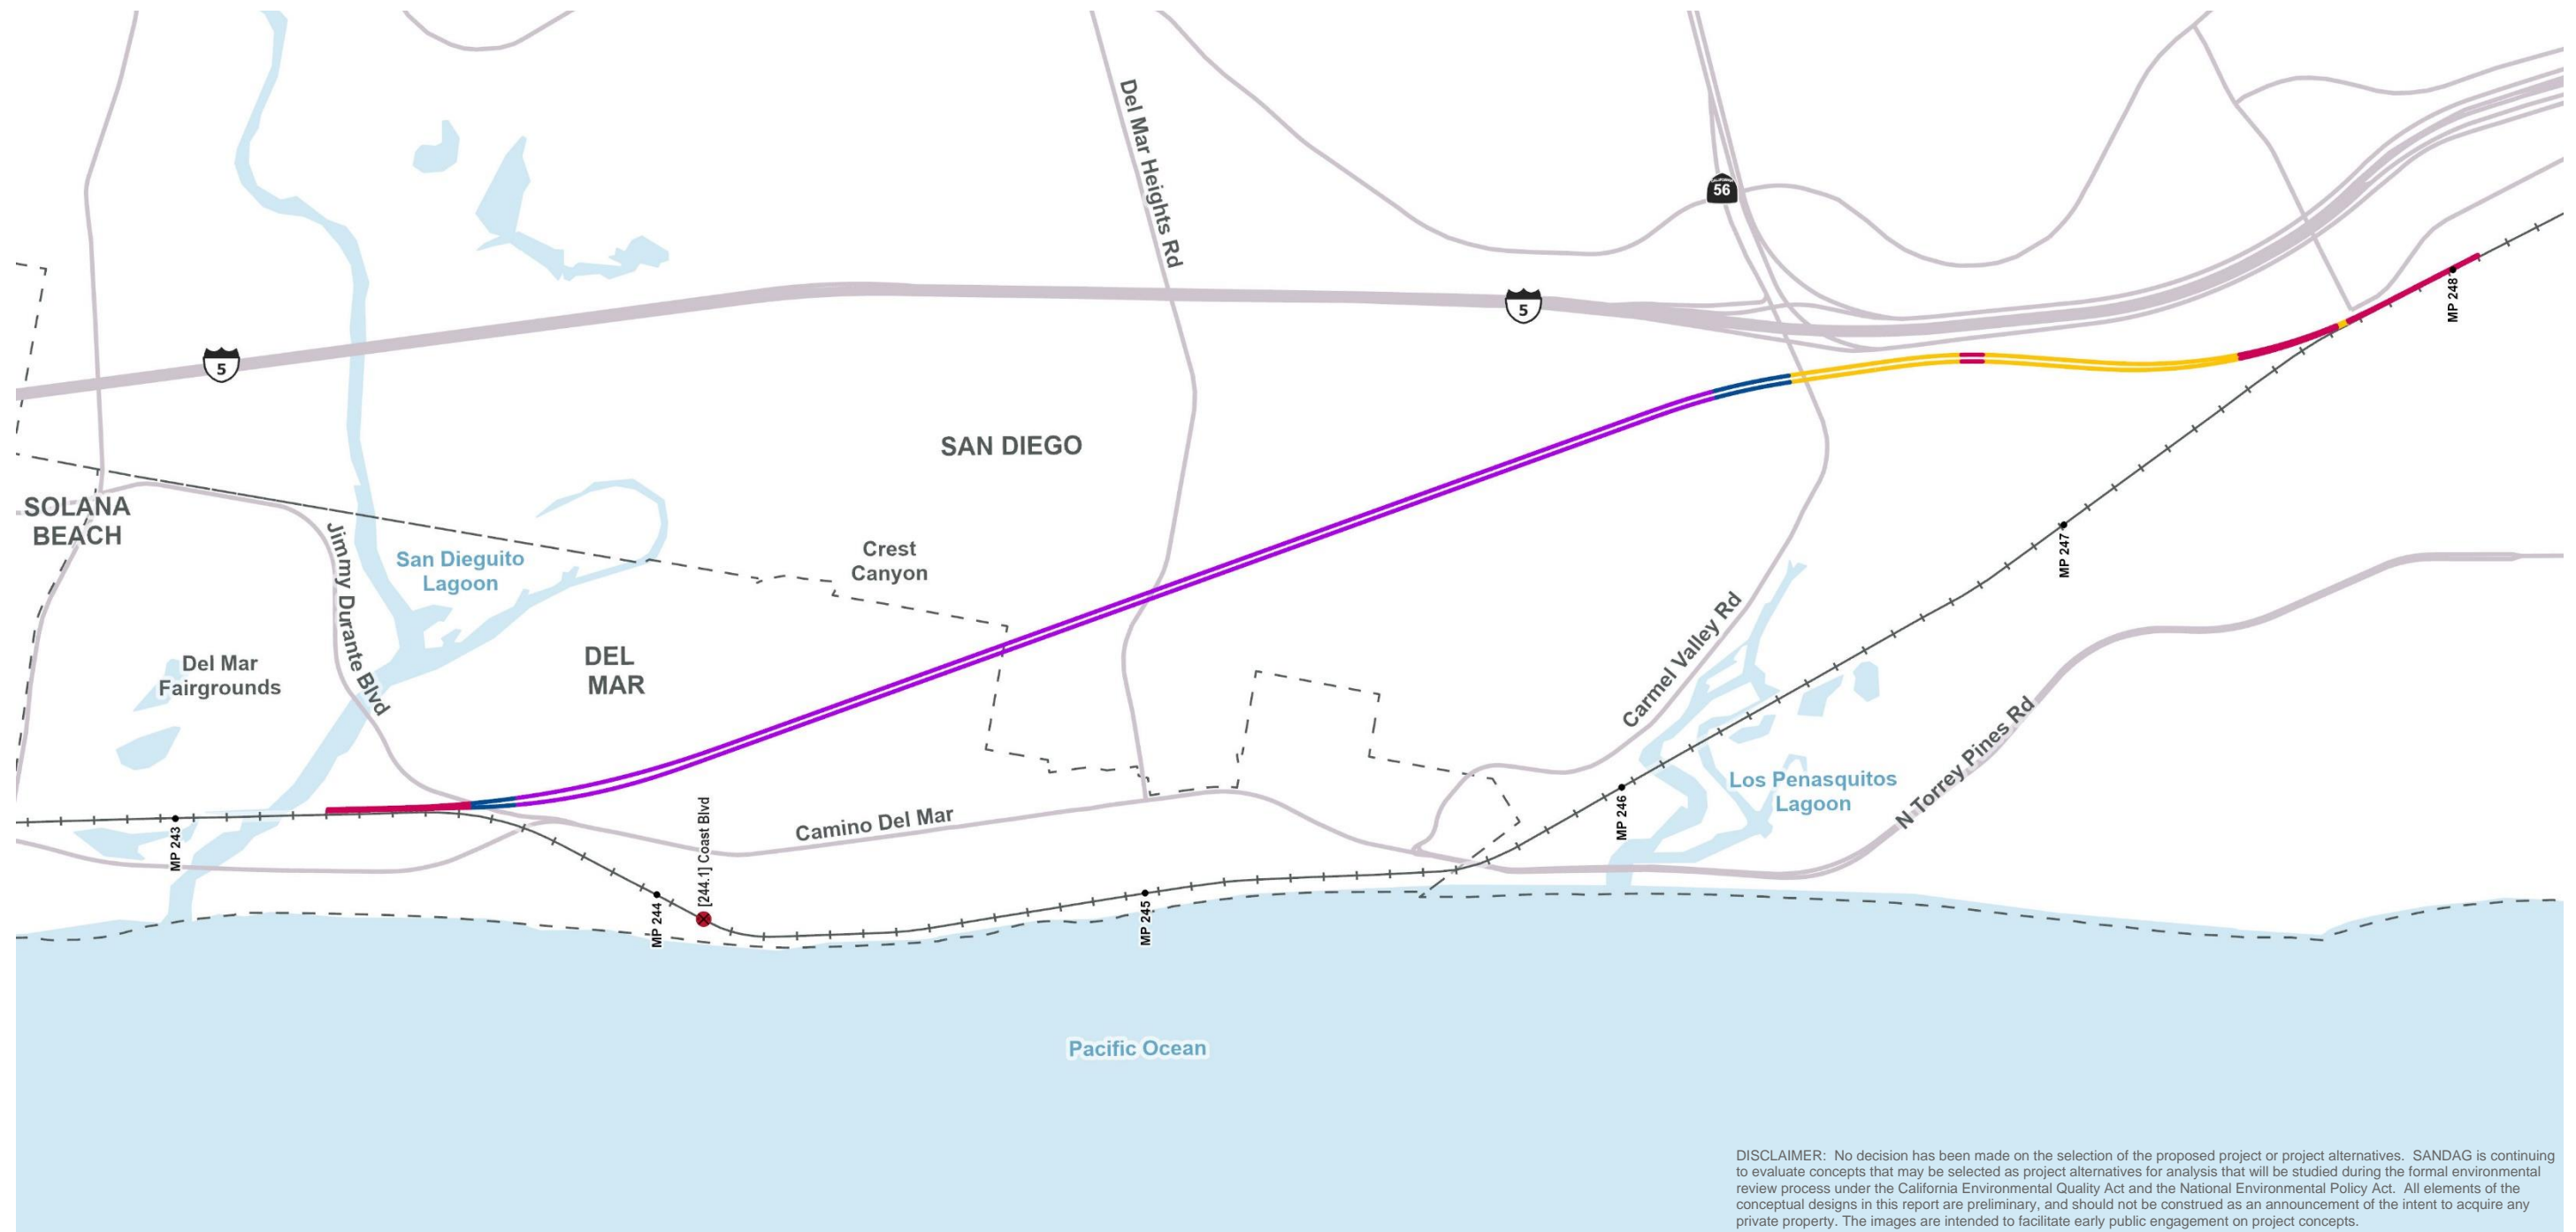 Del Mar Heights Rd
CALIFORNIA
56
5
5
SAN DIEGO
SOLANA
BEACH
Jimmy Durante Blvd
San Dieguito
Lagoon
Crest
Canyon
Del Mar
Fairgrounds
DEL
MAR
Carmel Valley Rd
N Torrey Pines Rd
Los Penasquitos
Lagoon
Camino Del Mar
[244.1] Coast Blvd
MP 243
MP 244
MP 245
MP 246
MP 247
MP 248
Pacific Ocean
DISCLAIMER: No decision has been made on the selection of the proposed project or project alternatives. SANDAG is continuing
to evaluate concepts that may be selected as project alternatives for analysis that will be studied during the formal environmental
review process under the California Environmental Quality Act and the National Environmental Policy Act. All elements of the
conceptual designs in this report are preliminary, and should not be construed as an announcement of the intent to acquire any
private property. The images are intended to facilitate early public engagement on project concepts.